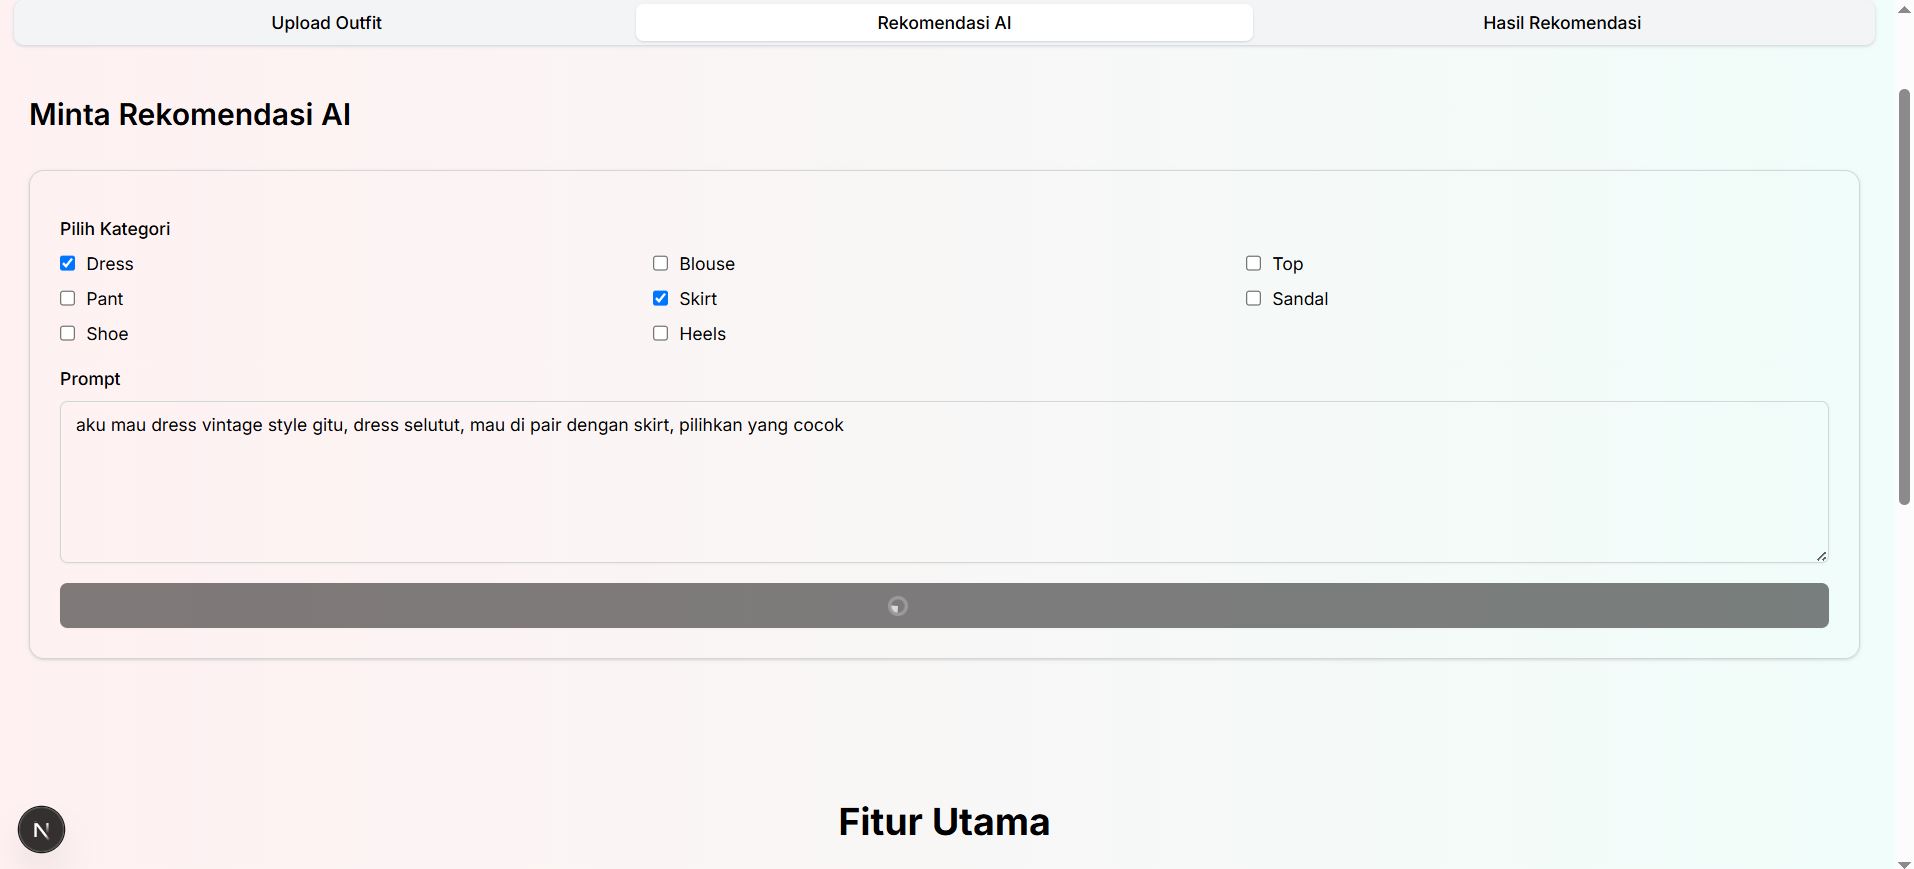 Upload Outfit
Rekomendasi AI
Hasil Rekomendasi
Minta Rekomendasi AI
Pilih Kategori
Dress
Blouse
Top
Pant
Skirt
Sandal
Shoe
Heels
Prompt
aku mau dress vintage style gitu, dress selutut, mau di pair dengan skirt, pilihkan yang cocok
Fitur Utama
N